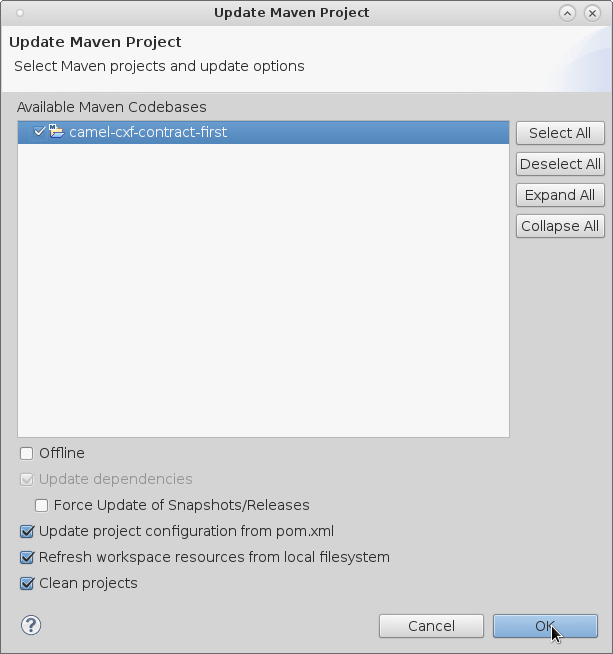 Update Maven Project
Update Maven Project
Select Maven projects and update options
Available Maven Codebases
camel-cxf-contract-first
Select All
Deselect All
Expand All
Collapse All
Offline
Update dependencies
Force Update of Snapshots/Releases
Update project configuration from pom.xml
Refresh workspace resources from local filesystem
Clean projects
Cancel
OK